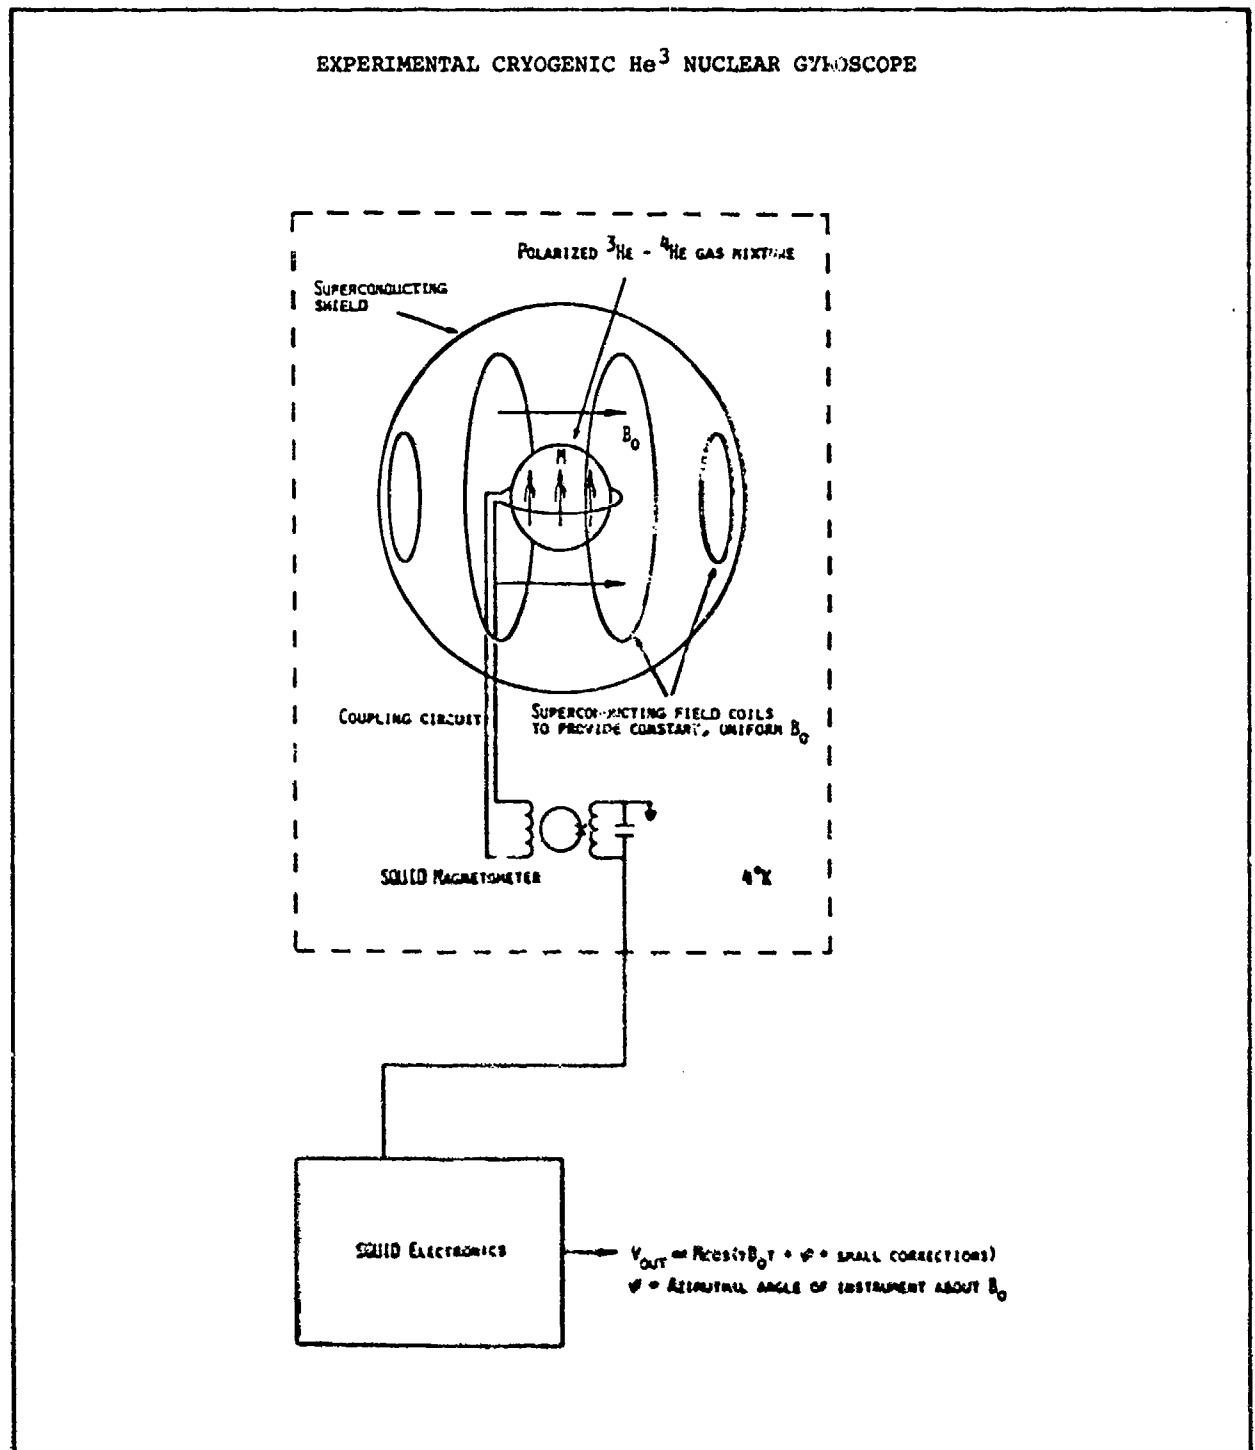 EXPERIMENTAL CRYOGENIC He³ NUCLEAR GYROSCOPE
POLARIZED ³HE - ⁴HE GAS MIXTURE
SUPERCONDUCTING
SHIELD
B₀
M
COUPLING CIRCUIT
SUPERCONDUCTING FIELD COILS
TO PROVIDE CONSTANT, UNIFORM B₀
SQUID MAGNETOMETER
4°K
SQUID ELECTRONICS
V_OUT ∝ M COS(γB₀T + φ + SMALL CORRECTIONS)
φ = AZIMUTHAL ANGLE OF INSTRUMENT ABOUT B₀